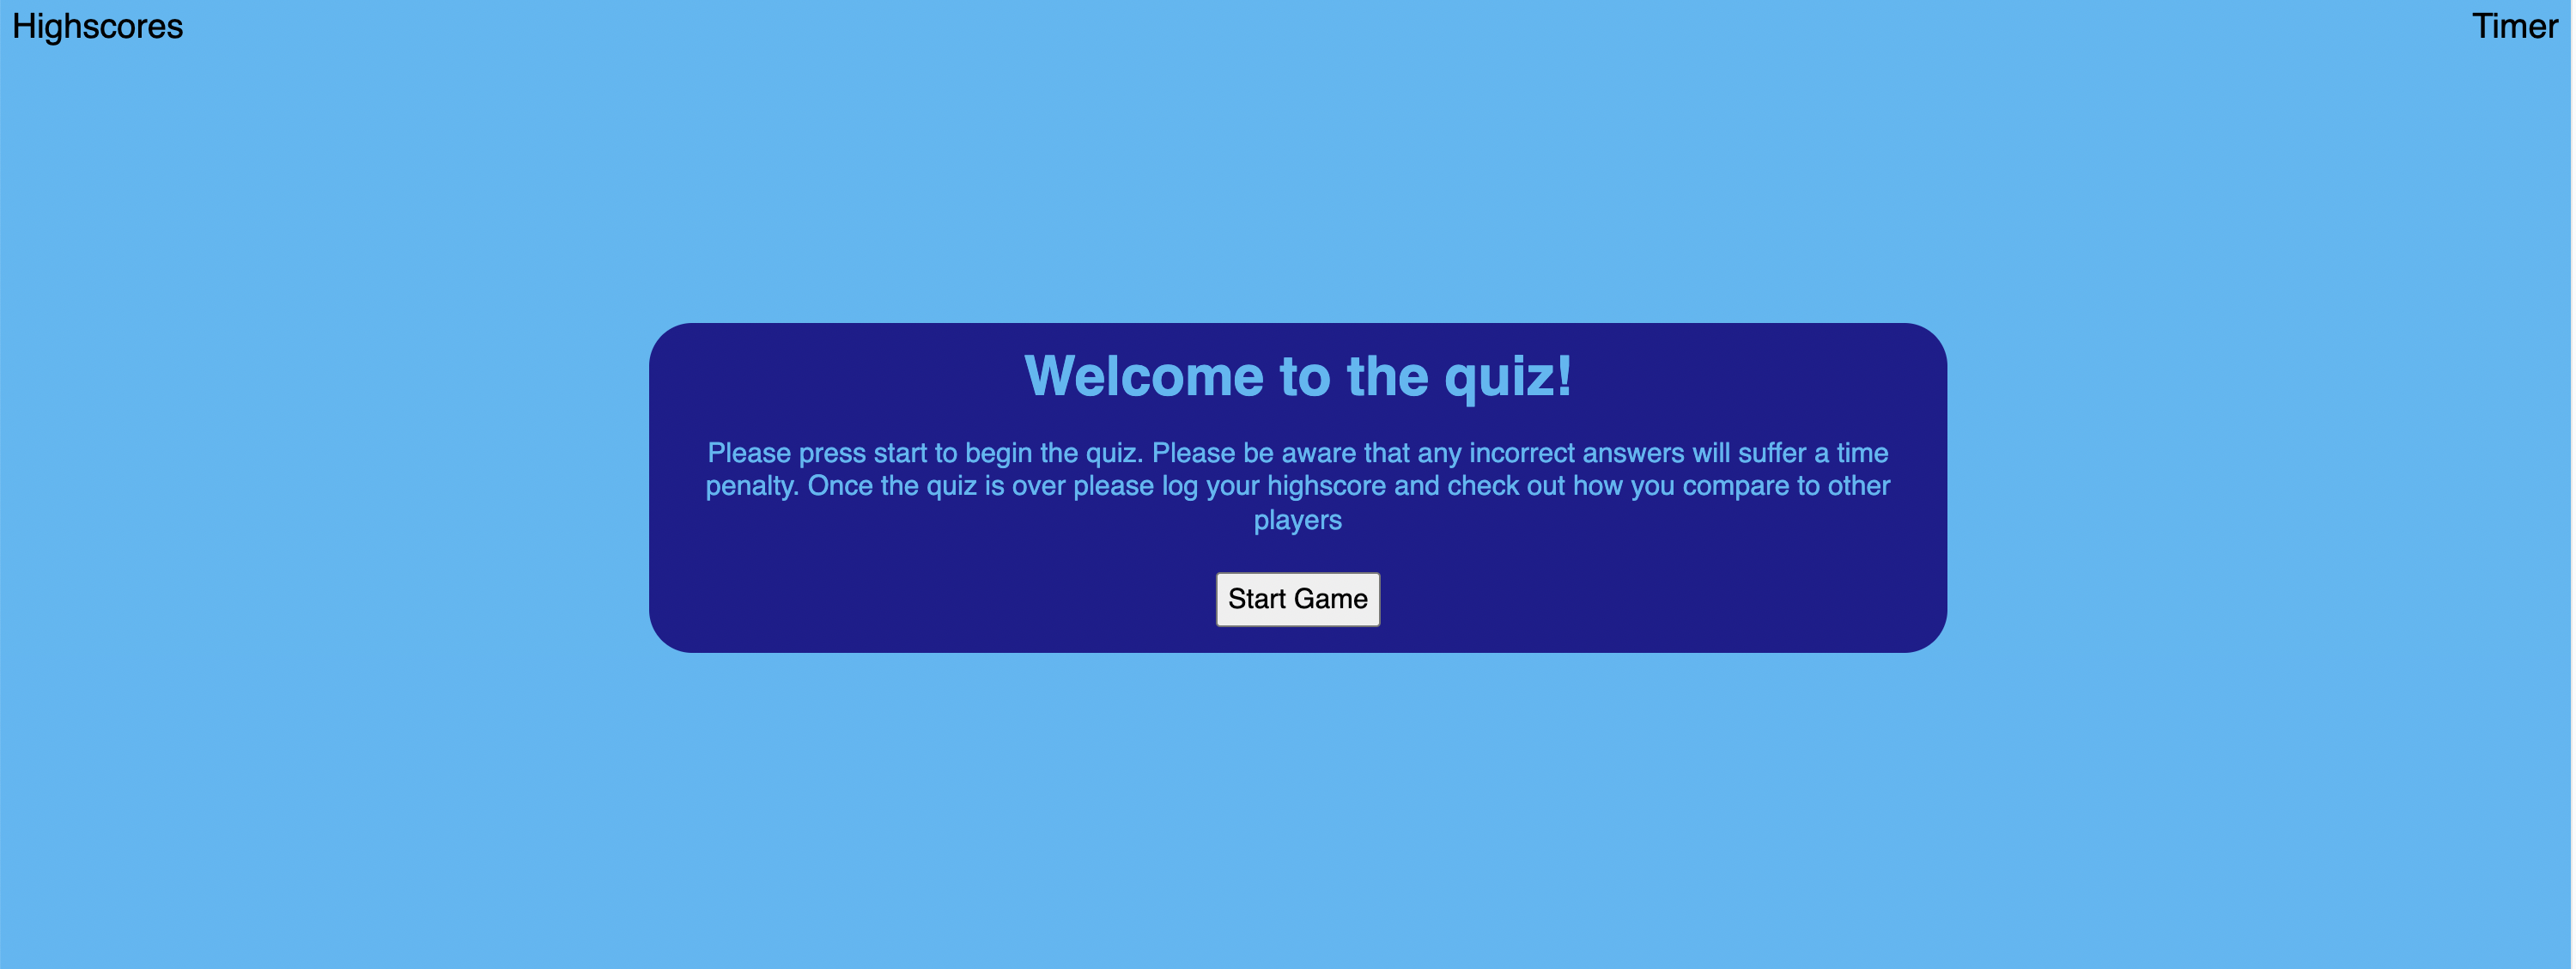 Highscores
Timer
Welcome to the quiz!
Please press start to begin the quiz. Please be aware that any incorrect answers will suffer a time
penalty. Once the quiz is over please log your highscore and check out how you compare to other
players
Start Game